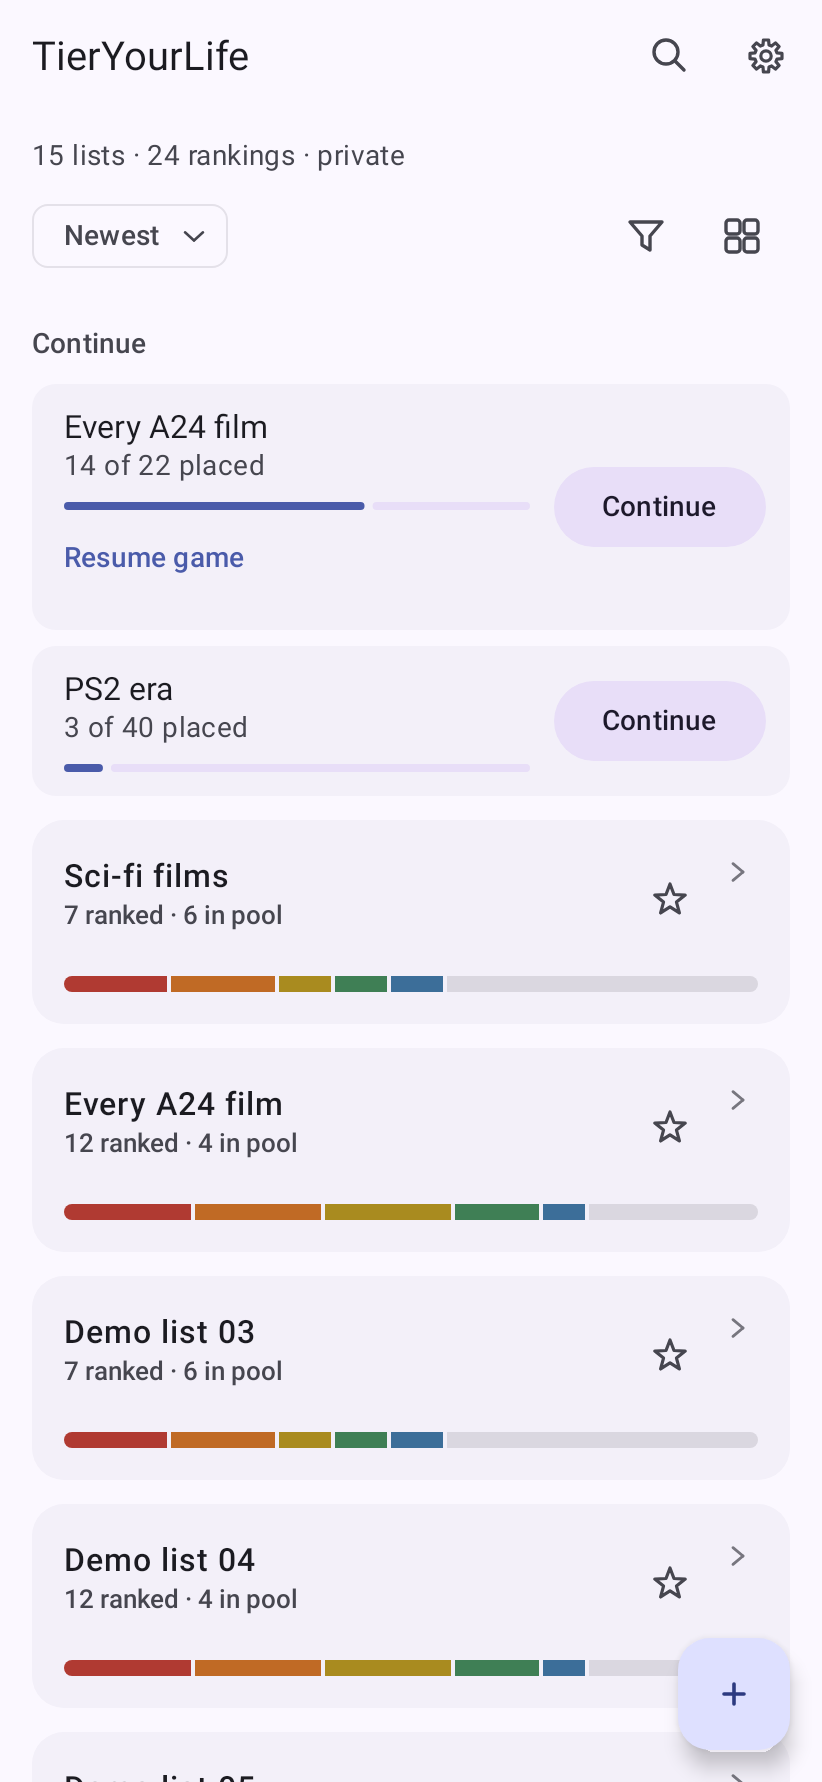 TierYourLife
15 lists · 24 rankings · private
Newest
Continue
Every A24 film
14 of 22 placed
Continue
Resume game
PS2 era
3 of 40 placed
Continue
Sci-fi films
7 ranked · 6 in pool
Every A24 film
12 ranked · 4 in pool
Demo list 03
7 ranked · 6 in pool
Demo list 04
12 ranked · 4 in pool
Demo list 05